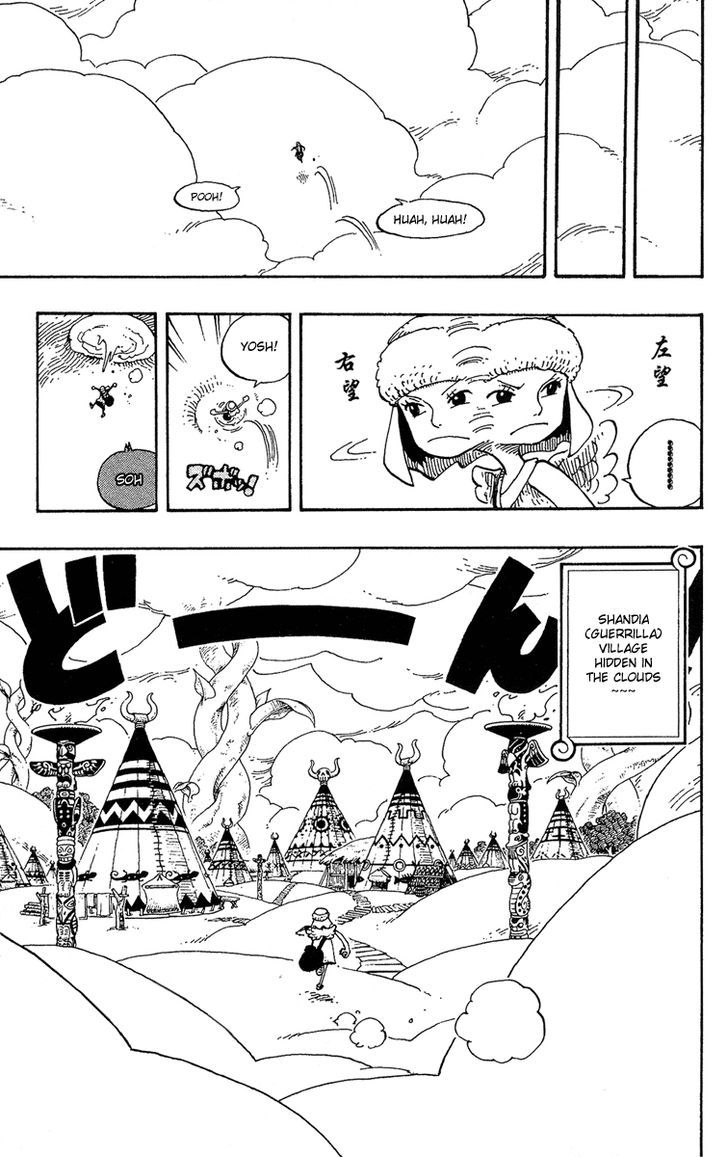 HUAH, HUAH!
POOH!
左望
右望
YOSH!
ズボッ!
SOH
SHANDIA
(GUERRILLA)
VILLAGE
HIDDEN IN
THE CLOUDS
~~~
どーーん